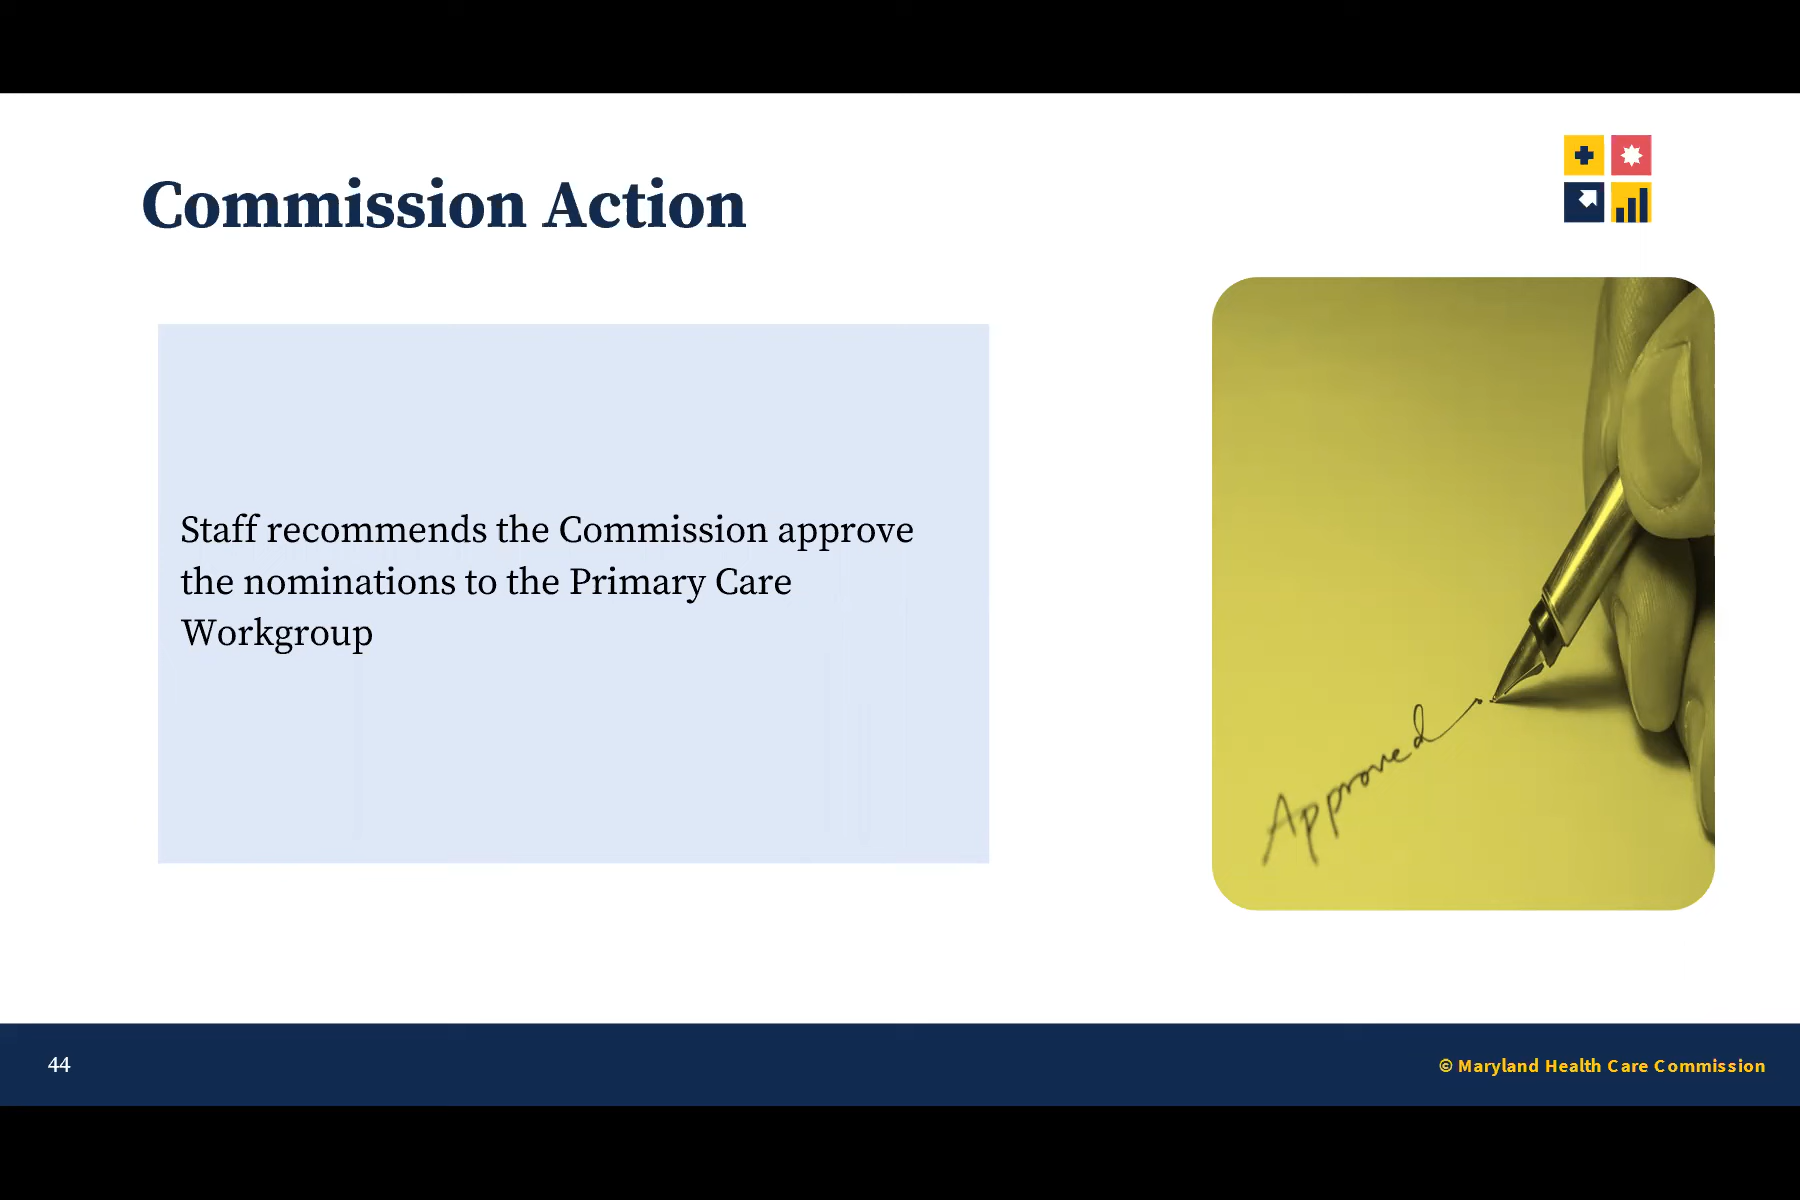 Commission Action
Staff recommends the Commission approve
the nominations to the Primary Care
Workgroup
Approved
44
© Maryland Health Care Commission